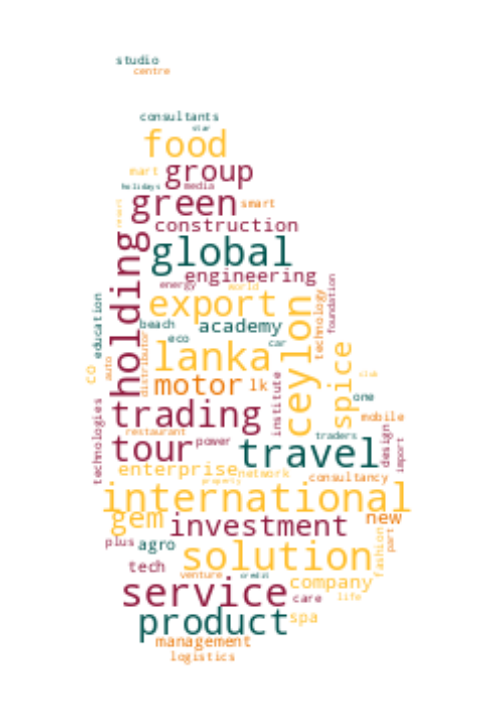 studio
centre
consultants
star
food
mart
group
holidays
media
green
smart
resort
construction
global
holding
engineering
energy
world
export
ceylon
technology
foundation
education
beach
academy
eco
car
distributor
lanka
spice
auto
co
motor
lk
institute
club
one
trading
technologies
mobile
restaurant
tour
power
traders
travel
design
import
enterprise
network
consultancy
property
international
gem
investment
new
part
plus
agro
solution
fashion
tech
venture
credit
company
service
care
life
product
spa
management
logistics